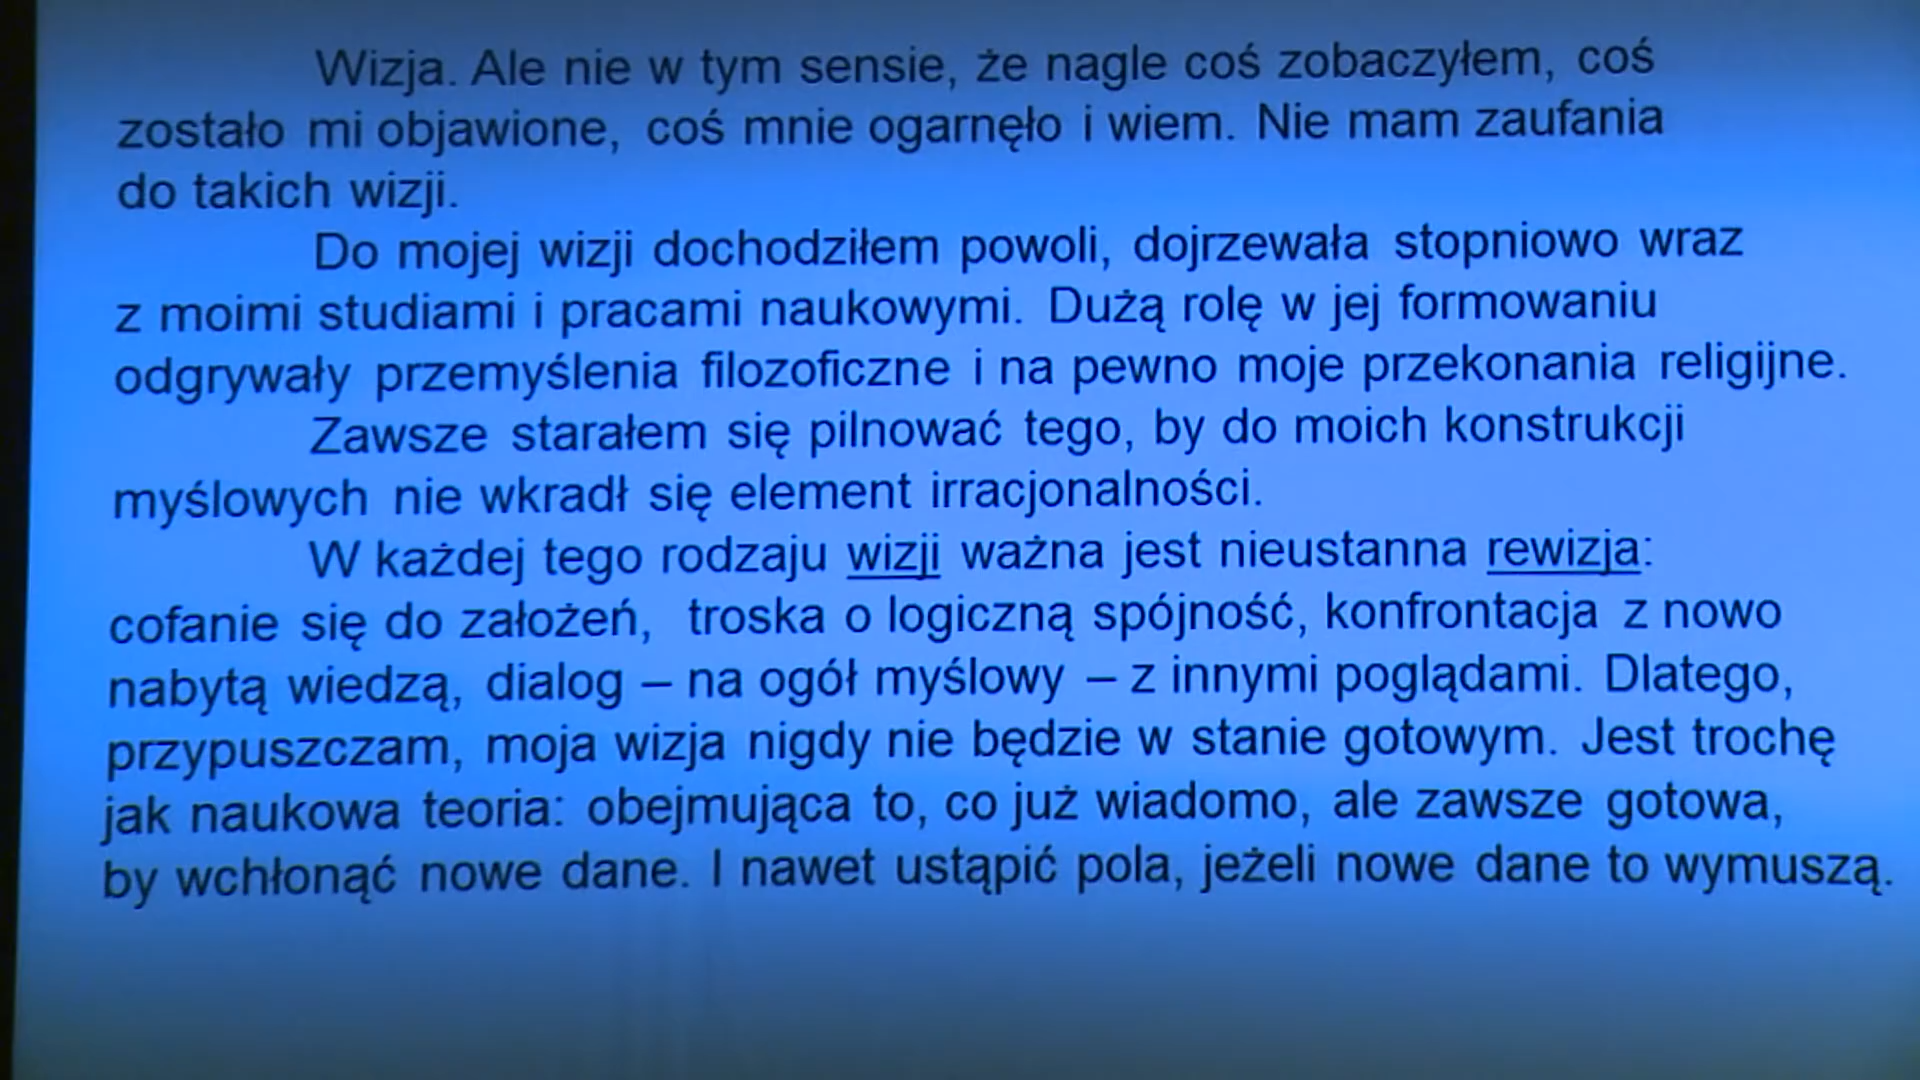 Wizja. Ale nie w tym sensie, że nagle coś zobaczyłem, coś
zostało mi objawione, coś mnie ogarnęło i wiem. Nie mam zaufania
do takich wizji.
Do mojej wizji dochodziłem powoli, dojrzewała stopniowo wraz
z moimi studiami i pracami naukowymi. Dużą rolę w jej formowaniu
odgrywały przemyślenia filozoficzne i na pewno moje przekonania religijne.
Zawsze starałem się pilnować tego, by do moich konstrukcji
myślowych nie wkradł się element irracjonalności.
W każdej tego rodzaju wizji ważna jest nieustanna rewizja:
cofanie się do założeń, troska o logiczną spójność, konfrontacja z nowo
nabytą wiedzą, dialog – na ogół myślowy – z innymi poglądami. Dlatego,
przypuszczam, moja wizja nigdy nie będzie w stanie gotowym. Jest trochę
jak naukowa teoria: obejmująca to, co już wiadomo, ale zawsze gotowa,
by wchłonąć nowe dane. I nawet ustąpić pola, jeżeli nowe dane to wymuszą.